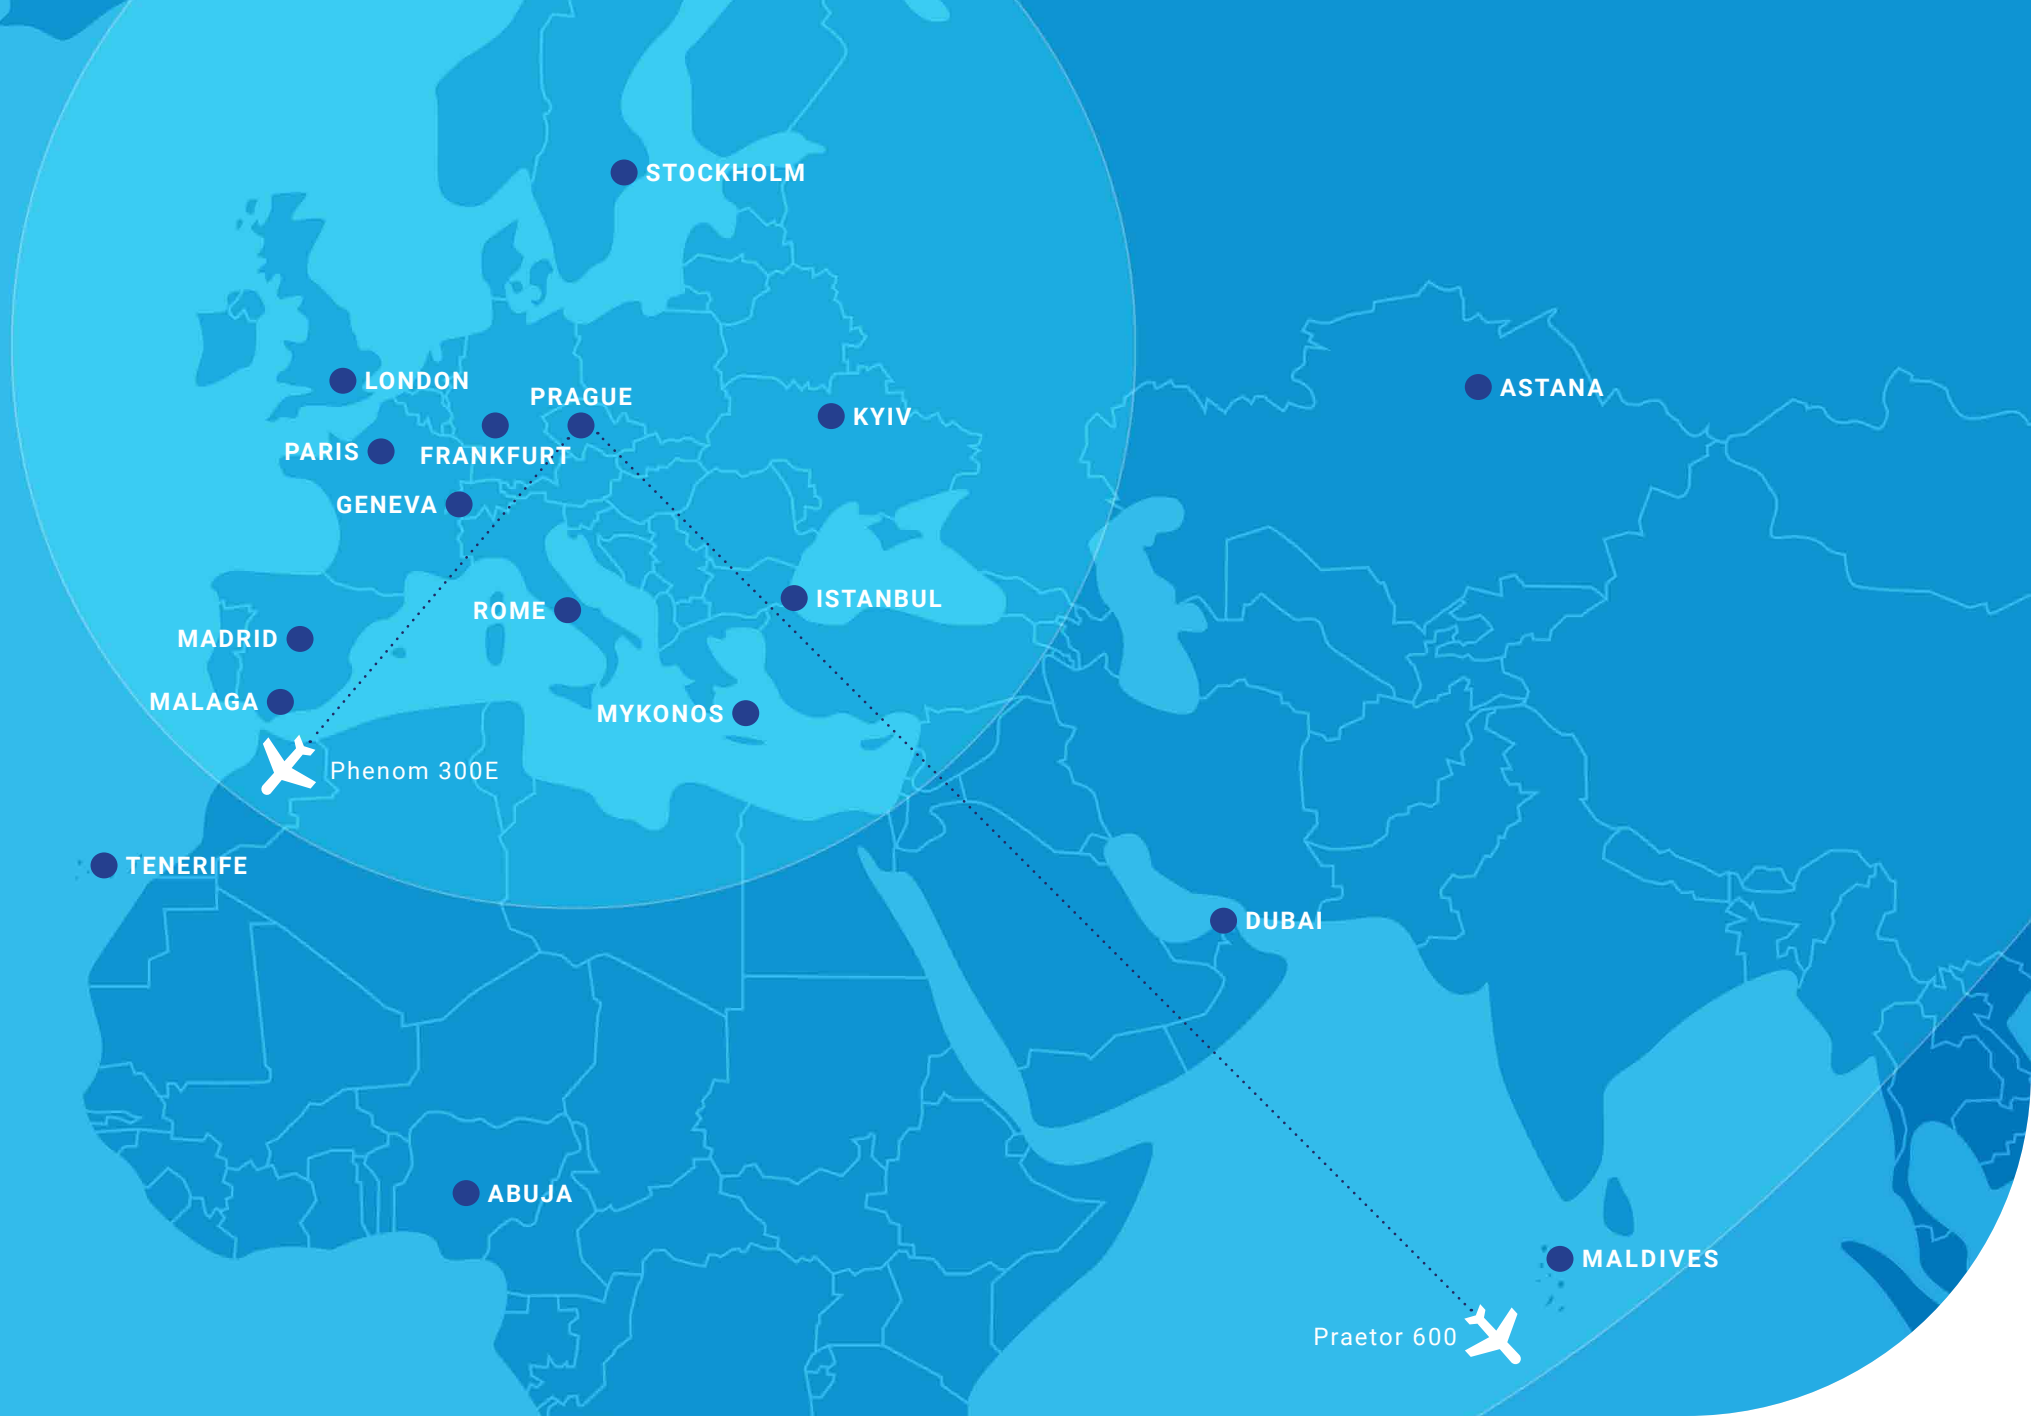 STOCKHOLM
LONDON
PRAGUE
ASTANA
KYIV
PARIS
FRANKFURT
GENEVA
ISTANBUL
ROME
MADRID
MALAGA
MYKONOS
Phenom 300E
TENERIFE
DUBAI
ABUJA
MALDIVES
Praetor 600